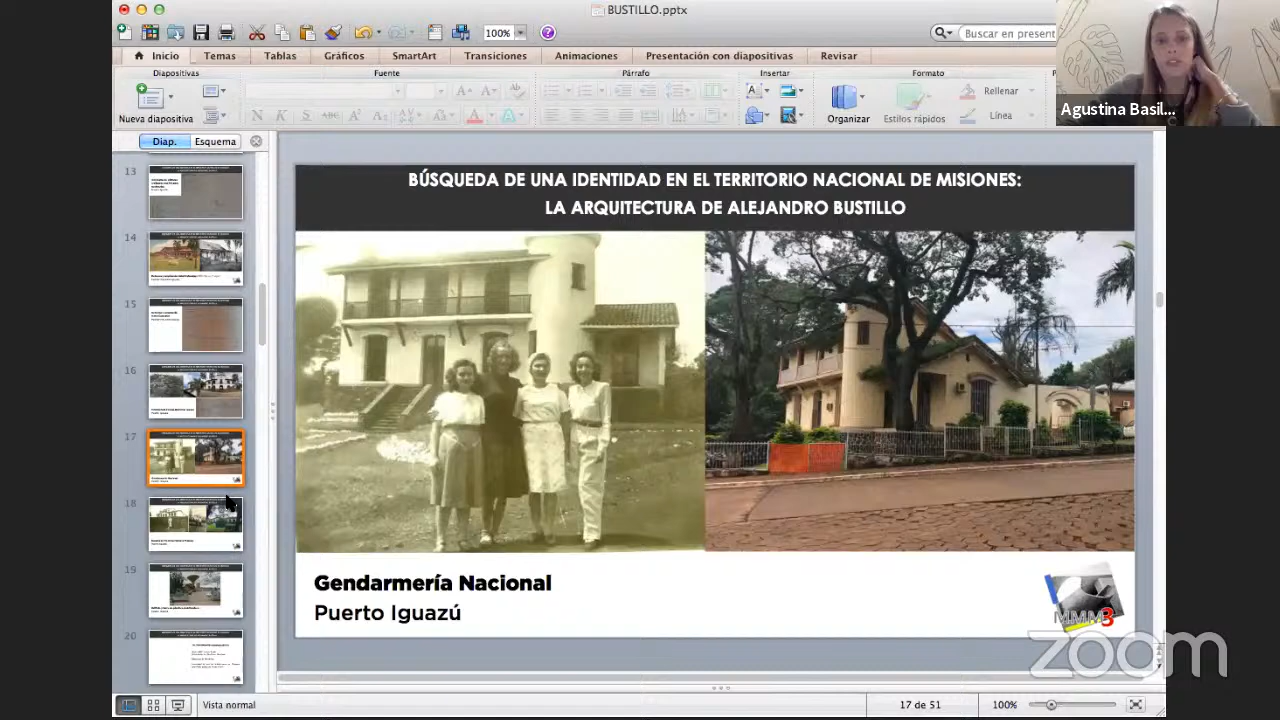 BUSTILLO.pptx
100%
Buscar en present
Inicio
Temas
Tablas
Gráficos
SmartArt
Transiciones
Animaciones
Presentación con diapositivas
Revisar
Diapositivas
Fuente
Párrafo
Insertar
Formato
Nueva diapositiva
N
K
S
ABC
Organizar
Estilos rápidos
Rellenar
Línea
Agustina Basil...
Diap.
Esquema
13
14
15
16
17
18
19
20
BÚSQUEDA DE UNA IDENTIDAD EN EL TERRITORIO NACIONAL DE MISIONES:
LA ARQUITECTURA DE ALEJANDRO BUSTILLO
Gendarmería Nacional
Puerto Iguazú
MMM3
zoom
Vista normal
17 de 51
100%